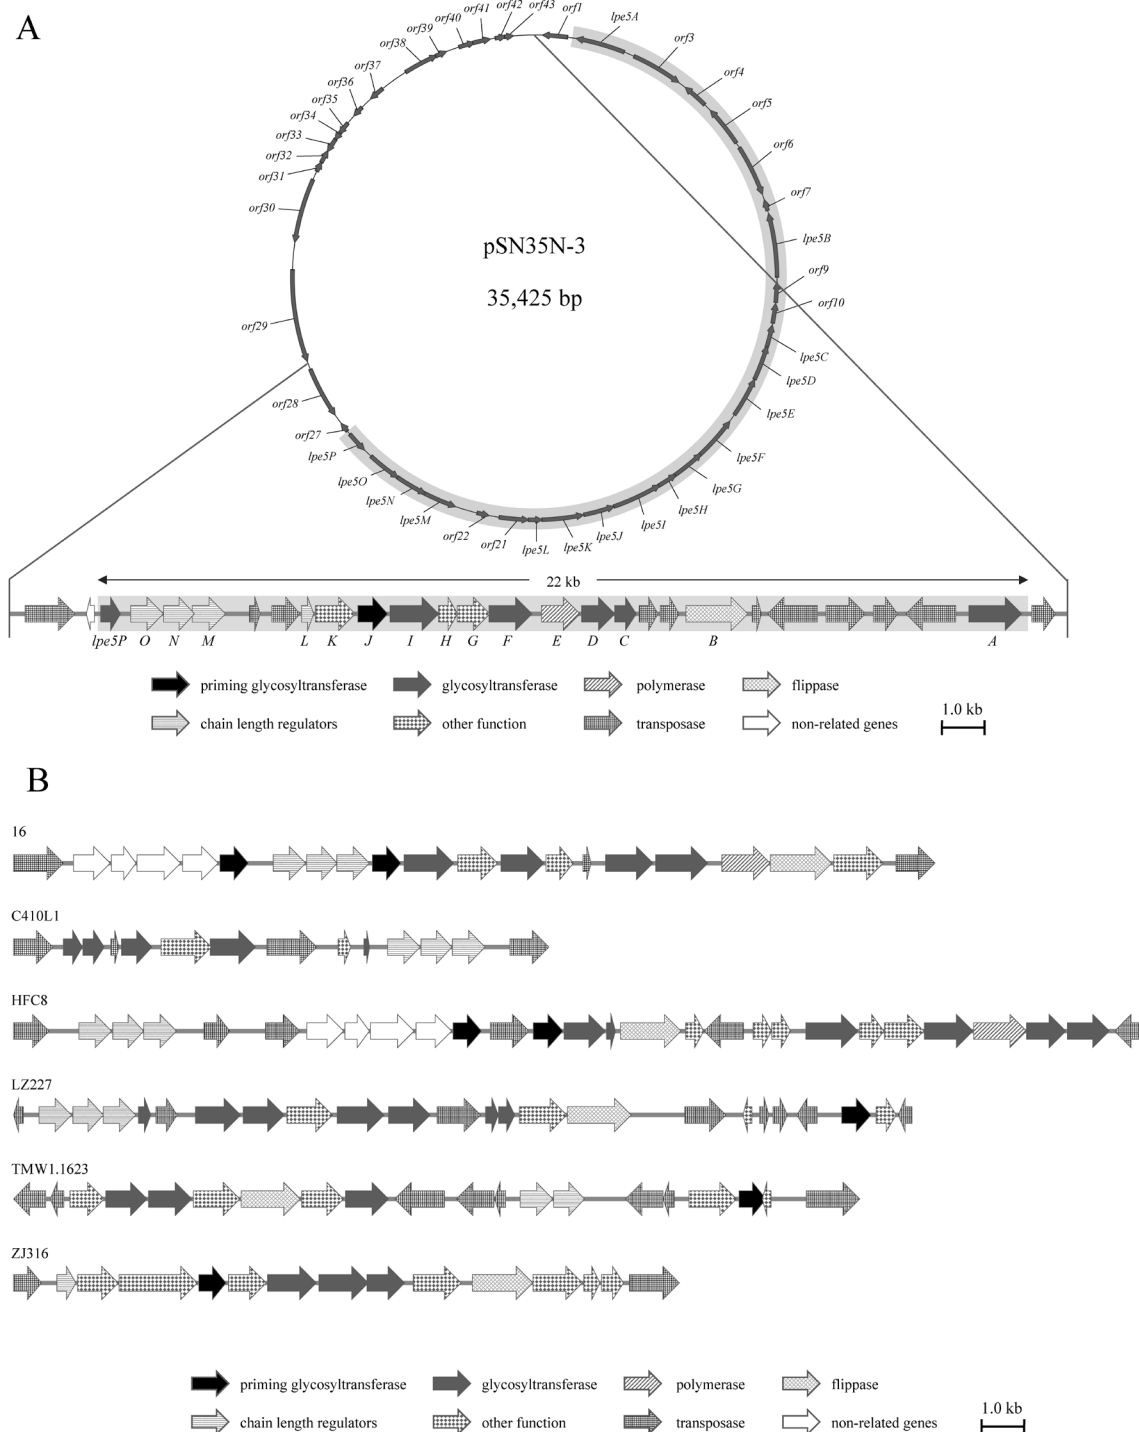 A
orf1
lpe5A
orf3
orf4
orf5
orf6
orf7
lpe5B
orf9
orf10
lpe5C
lpe5D
lpe5E
lpe5F
lpe5G
lpe5H
lpe5I
lpe5J
lpe5K
lpe5L
orf21
orf22
lpe5M
lpe5N
lpe5O
lpe5P
orf27
orf28
orf29
orf30
orf31
orf32
orf33
orf34
orf35
orf36
orf37
orf38
orf39
orf40
orf41
orf42
orf43
pSN35N-3
35,425 bp
22 kb
lpe5P O N M L K J I H G F E D C B A
priming glycosyltransferase glycosyltransferase polymerase flippase
chain length regulators other function transposase non-related genes
1.0 kb
B
16
C410L1
HFC8
LZ227
TMW1.1623
ZJ316
priming glycosyltransferase glycosyltransferase polymerase flippase
chain length regulators other function transposase non-related genes
1.0 kb